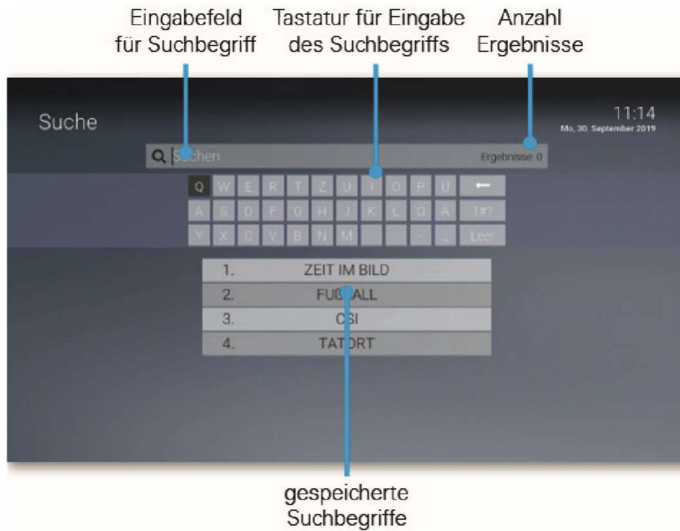 Eingabefeld
für Suchbegriff
Tastatur für Eingabe
des Suchbegriffs
Anzahl
Ergebnisse
Suche
11:14
Mo, 30. September 2019
Suchen
Ergebnisse: 0
Q W E R T Z U I O P Ü ←
A S D F G H J K L Ö Ä 1#?
Y X C V B N M , . - _ Leer
1. ZEIT IM BILD
2. FUßBALL
3. CSI
4. TATORT
gespeicherte
Suchbegriffe